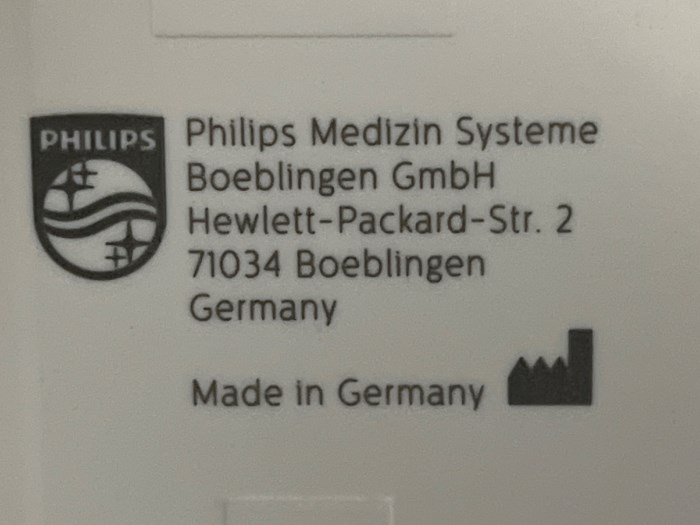 PHILIPS
Philips Medizin Systeme
Boeblingen GmbH
Hewlett-Packard-Str. 2
71034 Boeblingen
Germany
Made in Germany